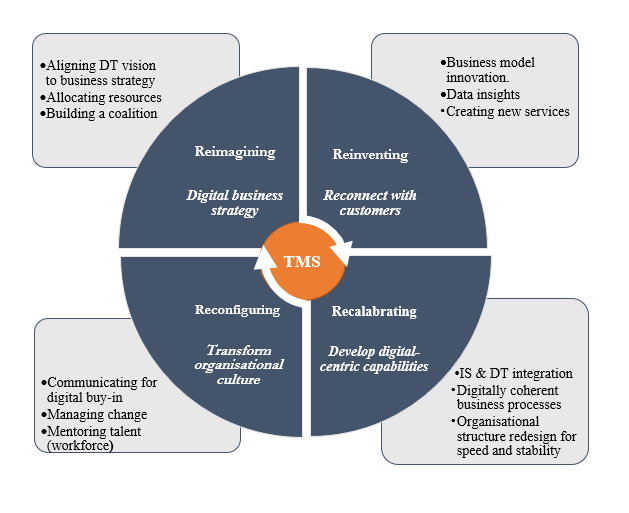 •Aligning DT vision
to business strategy
•Allocating resources
•Building a coalition
•Business model
innovation.
•Data insights
•Creating new services
Reimagining
Digital business
strategy
Reinventing
Reconnect with
customers
TMS
Reconfiguring
Transform
organisational
culture
Recalabrating
Develop digital-
centric capabilities
•Communicating for
digital buy-in
•Managing change
•Mentoring talent
(workforce)
•IS & DT integration
•Digitally coherent
business processes
•Organisational
structure redesign for
speed and stability